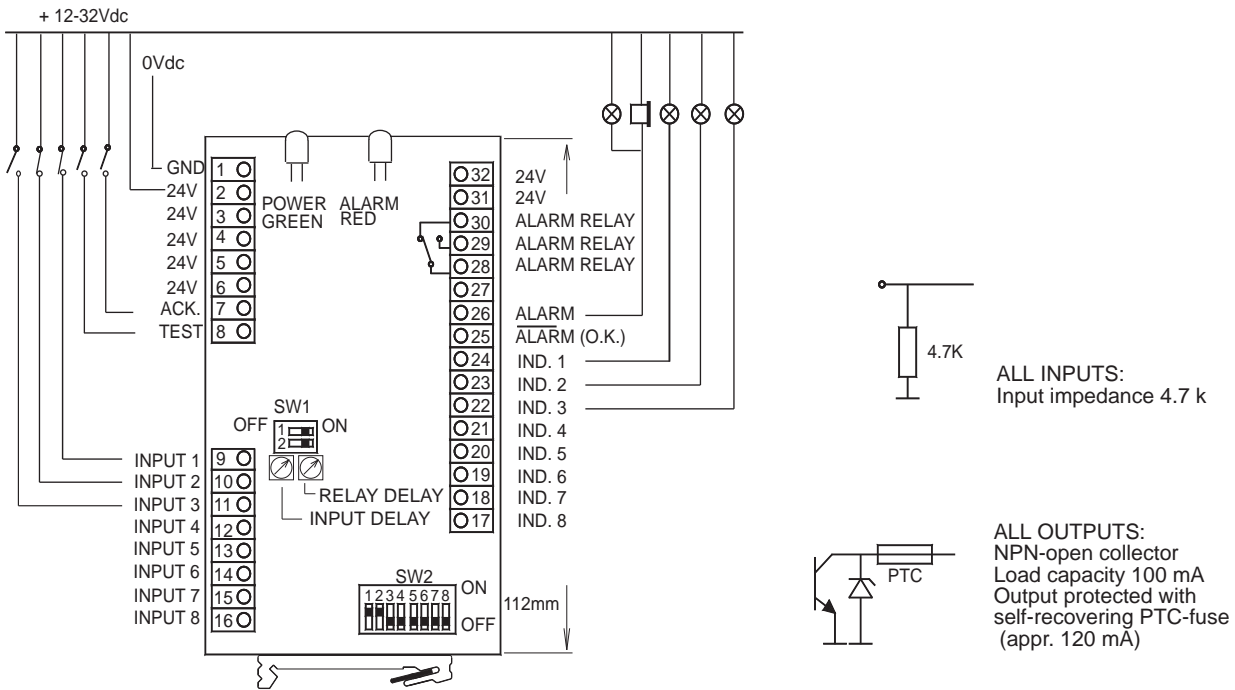 + 12-32Vdc
0Vdc
GND 1
24V 2
24V 3
24V 4
24V 5
24V 6
ACK. 7
TEST 8
POWER GREEN
ALARM RED
32 24V
31 24V
30 ALARM RELAY
29 ALARM RELAY
28 ALARM RELAY
27
26 ALARM
25 ALARM (O.K.)
24 IND. 1
23 IND. 2
22 IND. 3
21 IND. 4
20 IND. 5
19 IND. 6
18 IND. 7
17 IND. 8
SW1
OFF 1 ON
2
INPUT 1 9
INPUT 2 10
INPUT 3 11
INPUT 4 12
INPUT 5 13
INPUT 6 14
INPUT 7 15
INPUT 8 16
RELAY DELAY
INPUT DELAY
SW2
1 2 3 4 5 6 7 8 ON
OFF
112mm
4.7K
ALL INPUTS:
Input impedance 4.7 k
PTC
ALL OUTPUTS:
NPN-open collector
Load capacity 100 mA
Output protected with
self-recovering PTC-fuse
(appr. 120 mA)